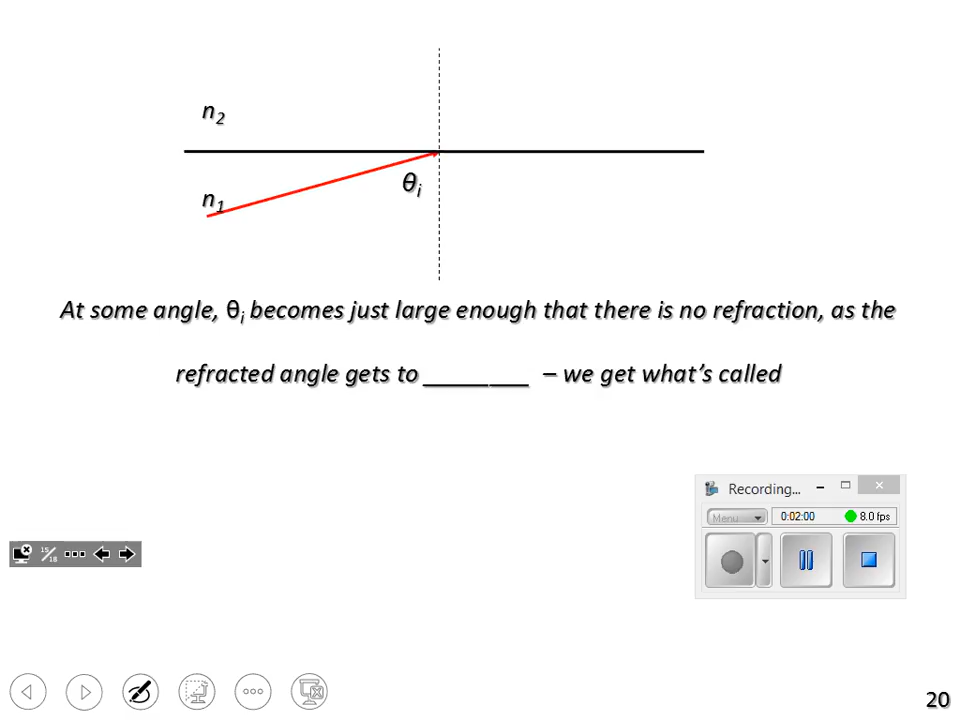 n2
n1
θi
At some angle, θi becomes just large enough that there is no refraction, as the
refracted angle gets to ________ – we get what's called
Recording...
Menu
0:02:00
8.0 fps
15/18
20